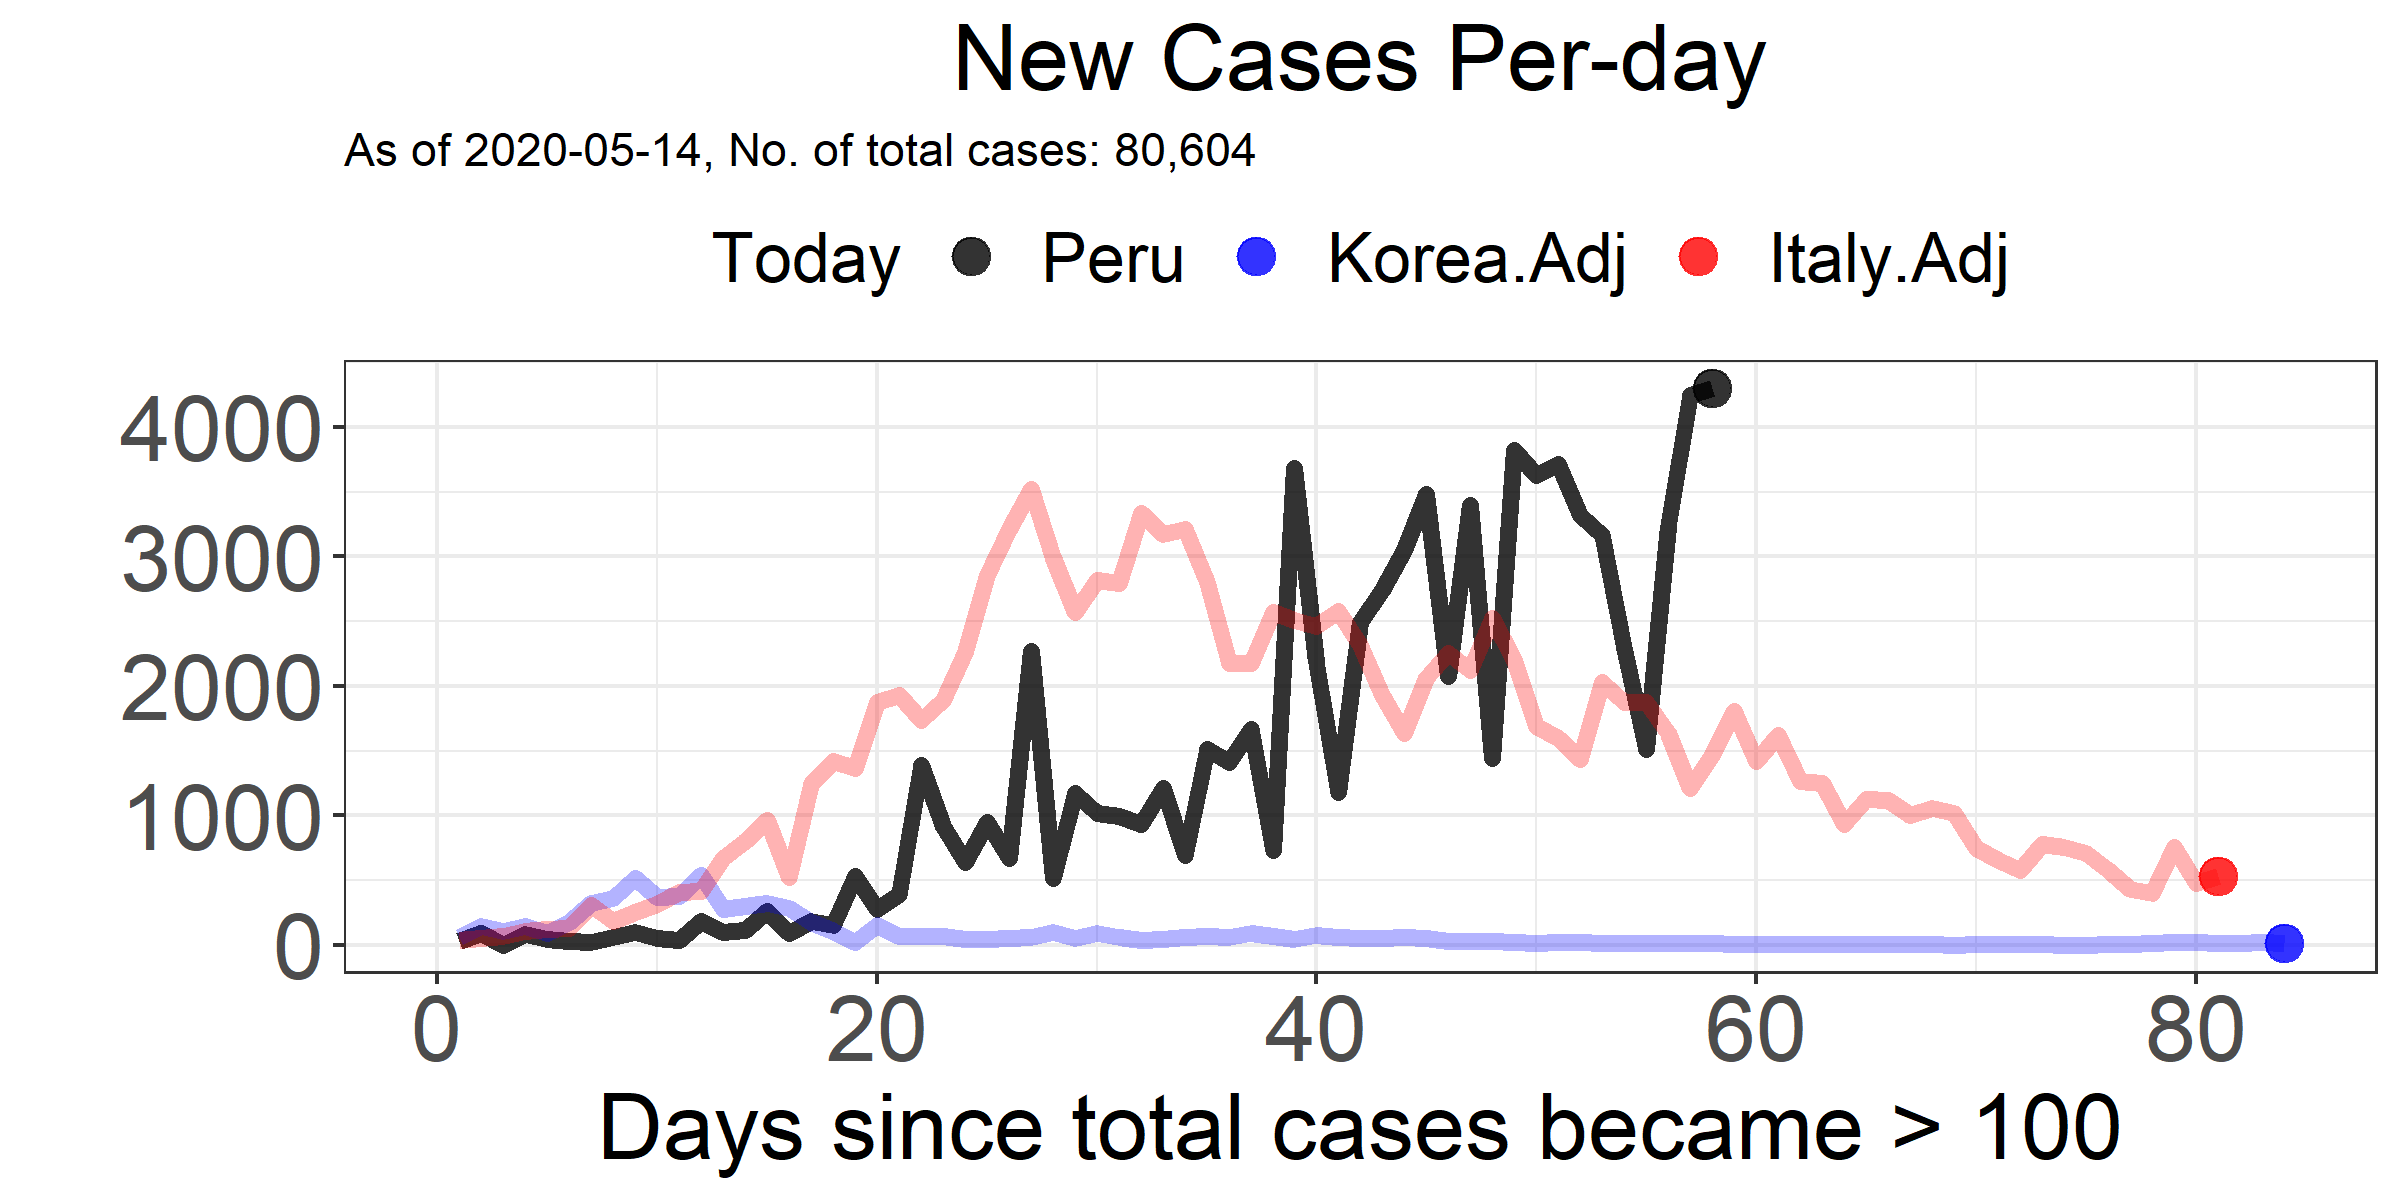 New Cases Per-day
As of 2020-05-14, No. of total cases: 80,604
Today Peru Korea.Adj Italy.Adj
4000
3000
2000
1000
0
0 20 40 60 80
Days since total cases became > 100